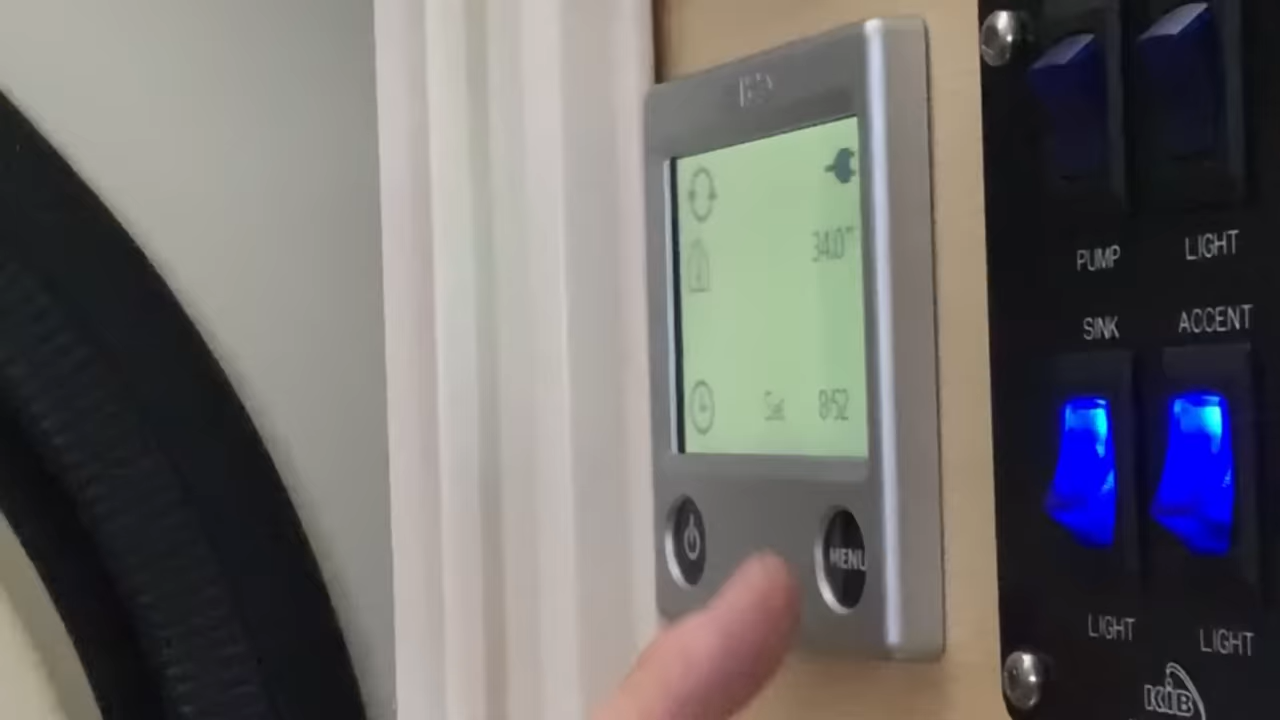 34.0°
Sat 8:52
MENU
PUMP LIGHT
SINK ACCENT
LIGHT LIGHT
KiB